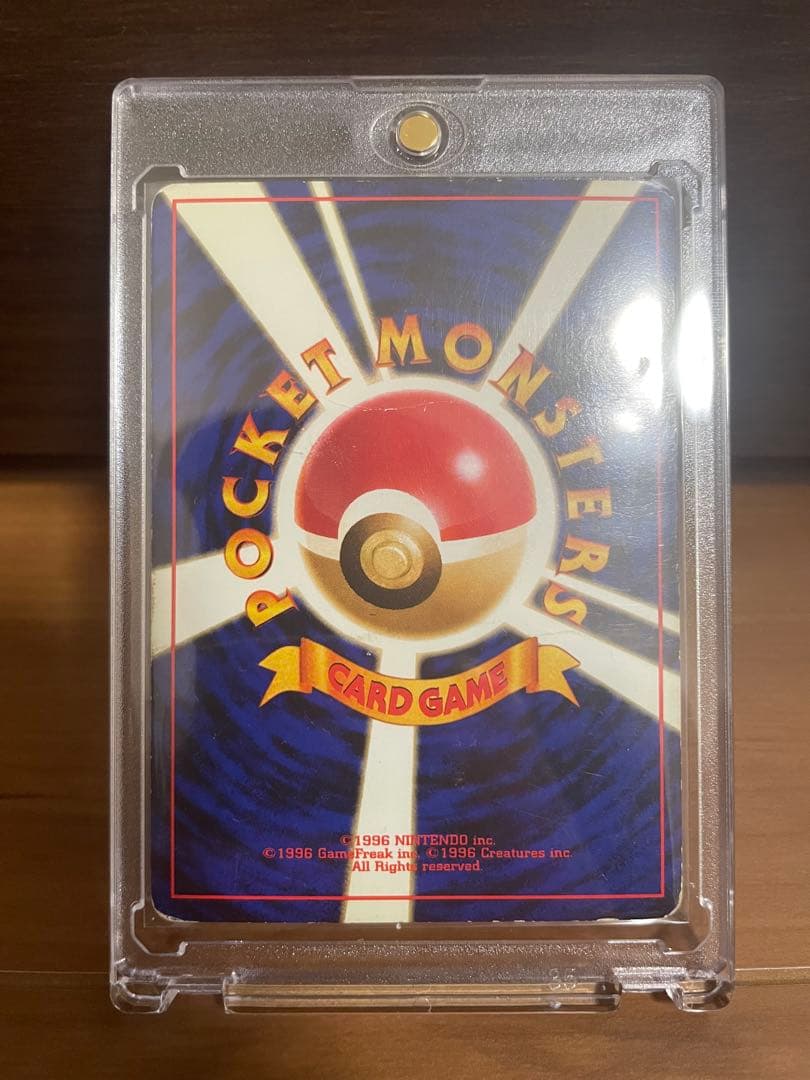 POCKET MONSTERS
CARD GAME
©1996 NINTENDO inc.
©1996 GameFreak inc. ©1996 Creatures inc.
All Rights reserved.